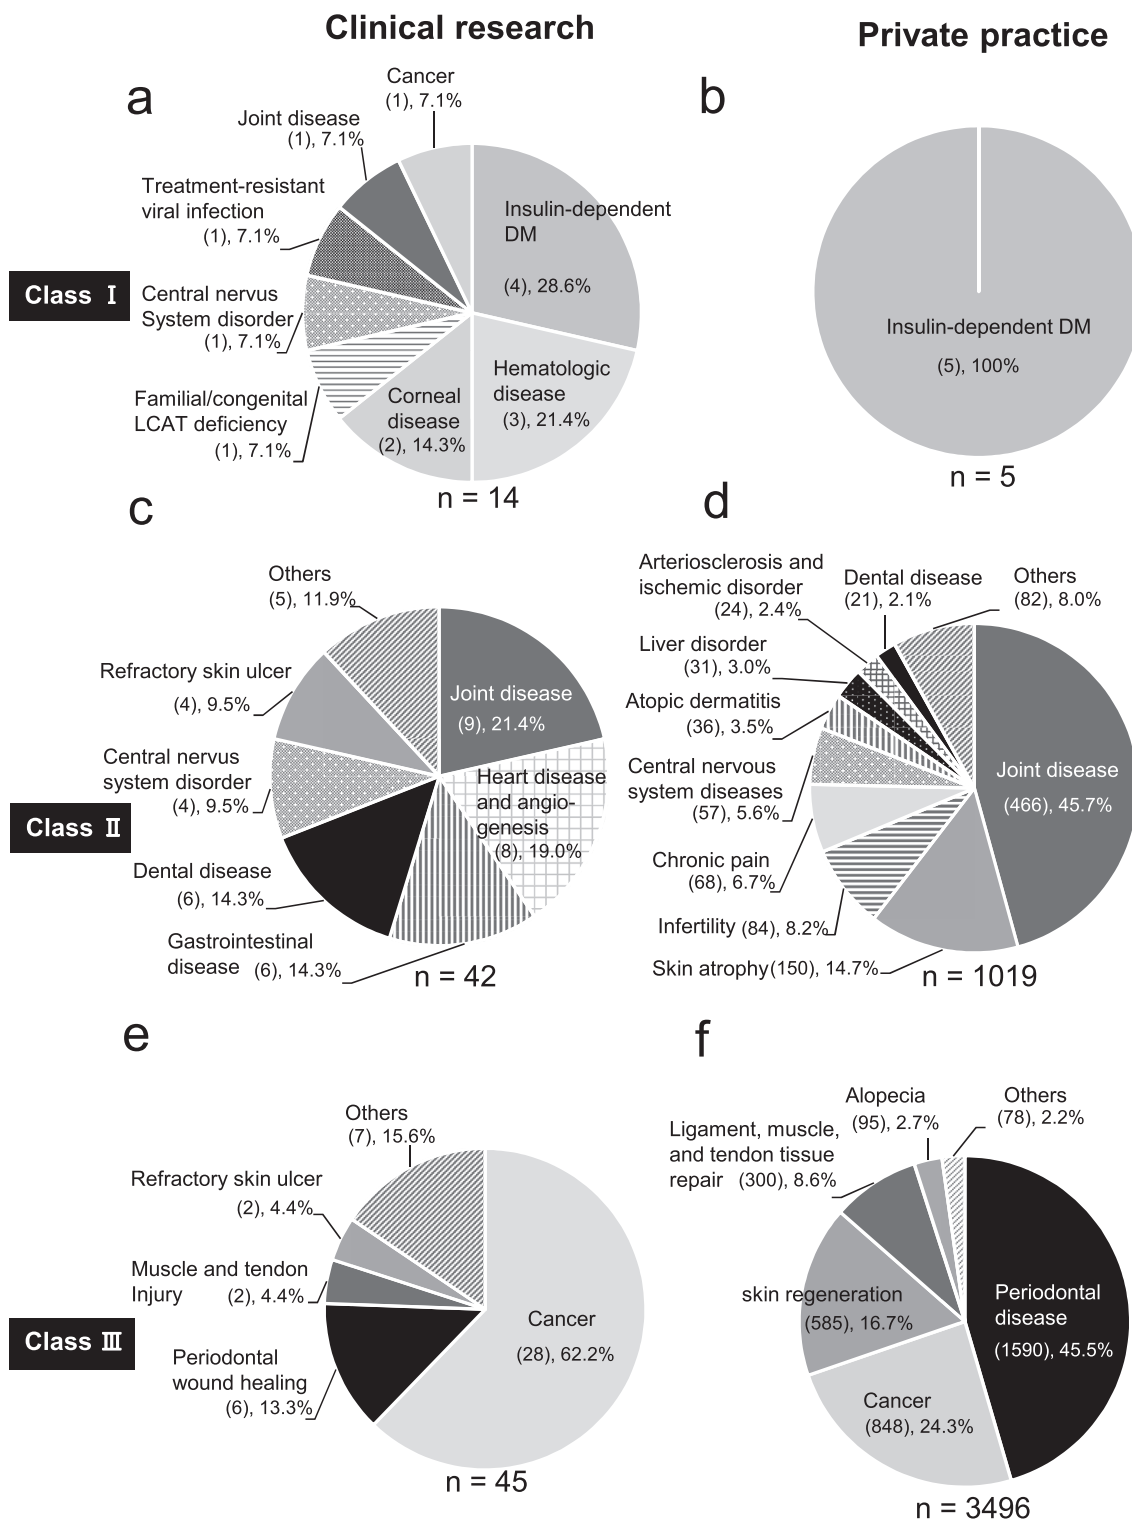 Clinical research
Private practice
a
Cancer
(1), 7.1%
Joint disease
(1), 7.1%
Treatment-resistant
viral infection
(1), 7.1%
Class Ⅰ
Central nervus
System disorder
(1), 7.1%
Familial/congenital
LCAT deficiency
(1), 7.1%
Corneal
disease
(2), 14.3%
Insulin-dependent
DM
(4), 28.6%
Hematologic
disease
(3), 21.4%
n = 14
b
Insulin-dependent DM
(5), 100%
n = 5
c
Others
(5), 11.9%
Refractory skin ulcer
(4), 9.5%
Central nervus
system disorder
(4), 9.5%
Class Ⅱ
Dental disease
(6), 14.3%
Gastrointestinal
disease (6), 14.3%
Joint disease
(9), 21.4%
Heart disease
and angio-
genesis
(8), 19.0%
n = 42
d
Arteriosclerosis and
ischemic disorder
(24), 2.4%
Dental disease
(21), 2.1%
Others
(82), 8.0%
Liver disorder
(31), 3.0%
Atopic dermatitis
(36), 3.5%
Central nervous
system diseases
(57), 5.6%
Chronic pain
(68), 6.7%
Infertility (84), 8.2%
Skin atrophy(150), 14.7%
Joint disease
(466), 45.7%
n = 1019
e
Others
(7), 15.6%
Refractory skin ulcer
(2), 4.4%
Muscle and tendon
Injury (2), 4.4%
Class Ⅲ
Periodontal
wound healing
(6), 13.3%
Cancer
(28), 62.2%
n = 45
f
Alopecia
(95), 2.7%
Others
(78), 2.2%
Ligament, muscle,
and tendon tissue
repair (300), 8.6%
skin regeneration
(585), 16.7%
Periodontal
disease
(1590), 45.5%
Cancer
(848), 24.3%
n = 3496